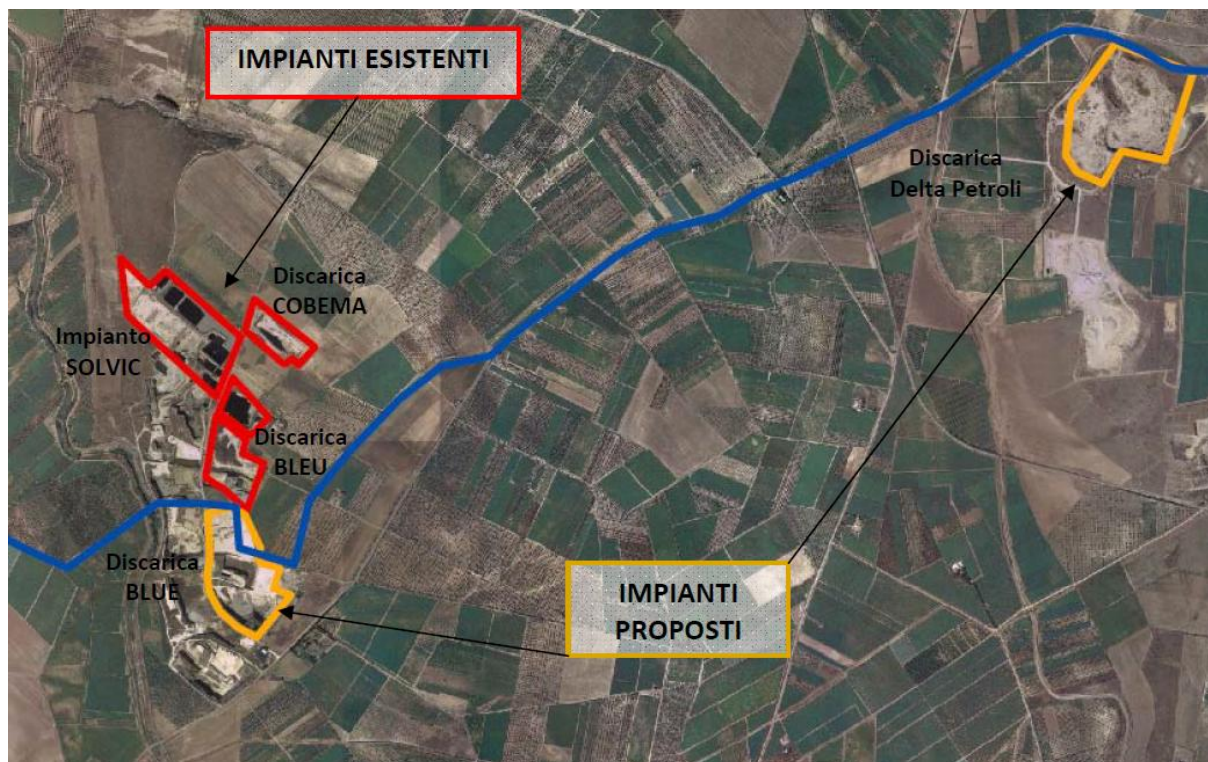 IMPIANTI ESISTENTI
Discarica
Delta Petroli
Discarica
COBEMA
Impianto
SOLVIC
Discarica
BLEU
Discarica
BLUE
IMPIANTI
PROPOSTI